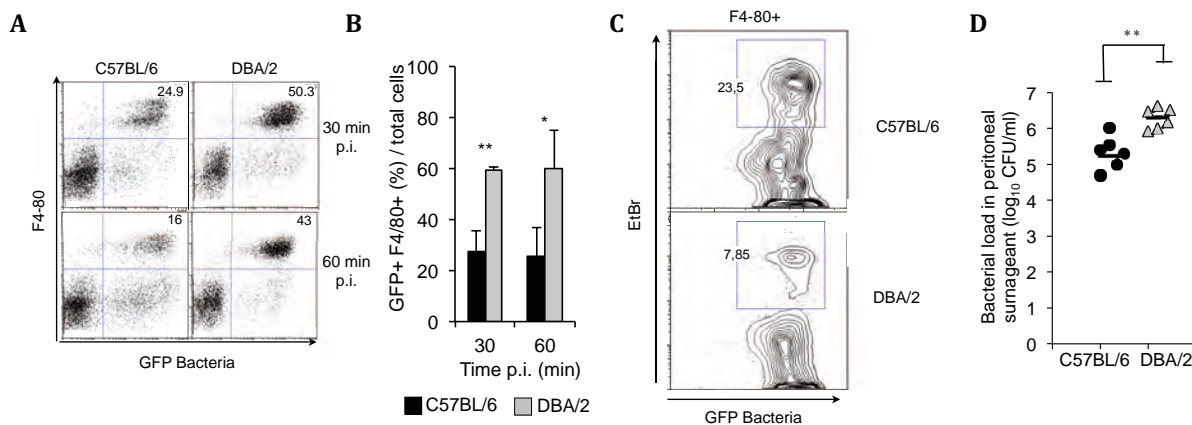 A
C57BL/6
DBA/2
24.9
50.3
30 min
p.i.
16
43
60 min
p.i.
F4-80
GFP Bacteria
B
GFP+ F4/80+ (%) / total cells
100
80
60
40
20
0
**
*
30
60
Time p.i. (min)
C57BL/6
DBA/2
C
F4-80+
23,5
C57BL/6
7,85
DBA/2
EtBr
GFP Bacteria
D
**
Bacterial load in peritoneal
surnageant (log10 CFU/ml)
7
6
5
4
3
2
1
0
C57BL/6
DBA/2